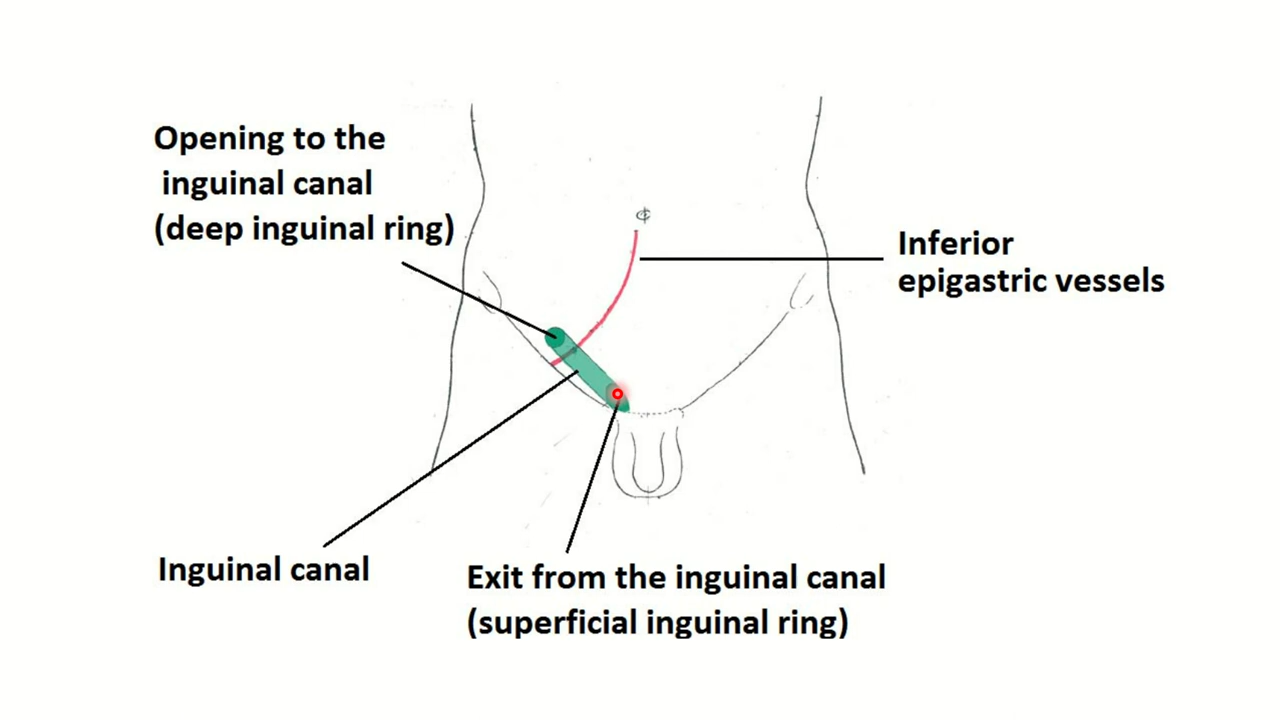 Opening to the
inguinal canal
(deep inguinal ring)
Inferior
epigastric vessels
Inguinal canal
Exit from the inguinal canal
(superficial inguinal ring)